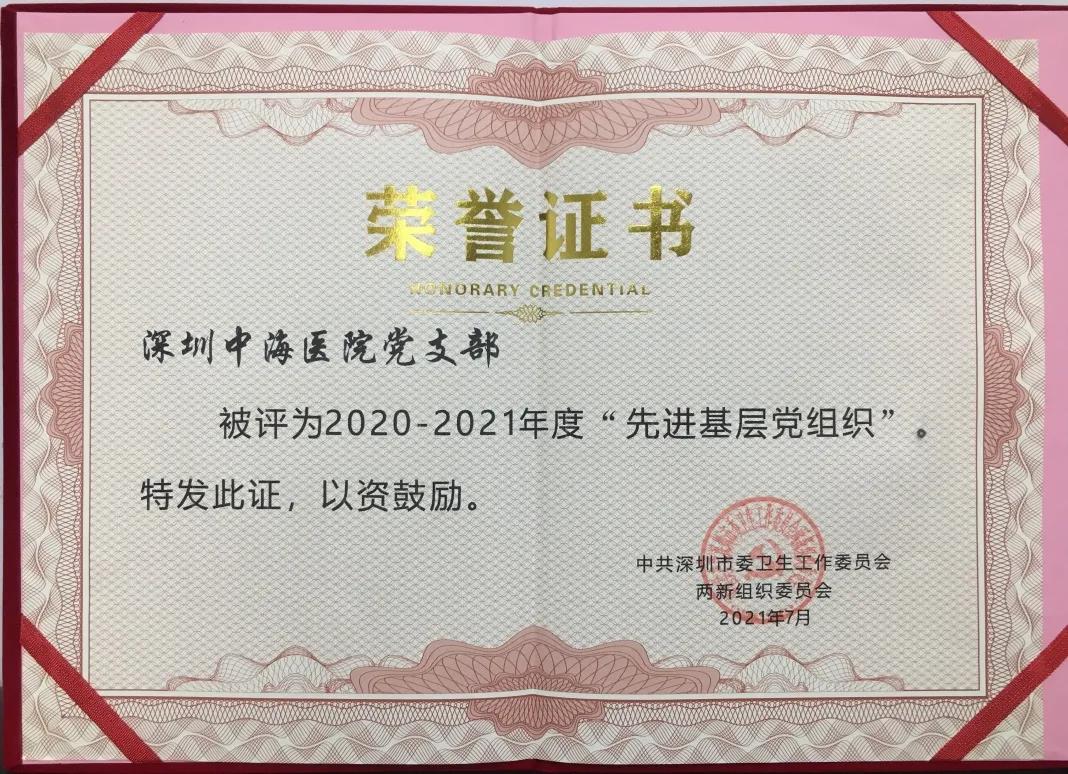 荣誉证书
HONORARY CREDENTIAL
深圳中海医院党支部
被评为2020-2021年度“先进基层党组织”。
特发此证，以资鼓励。
中共深圳市委卫生工作委员会
两新组织委员会
2021年7月